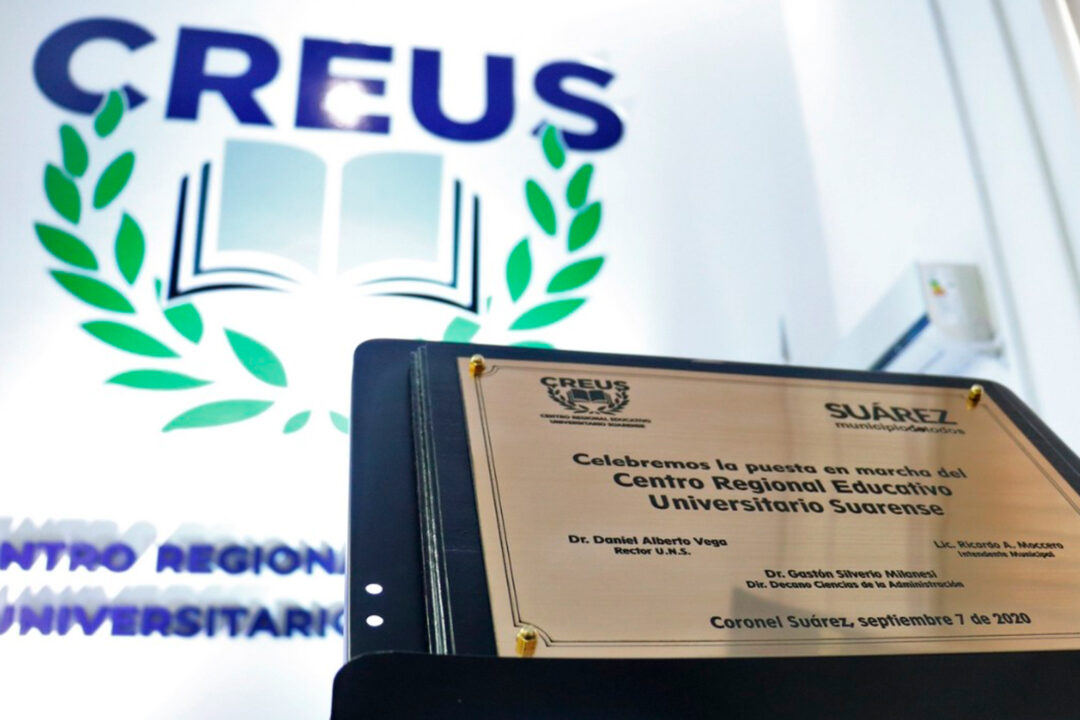 CREUS
NTRO REGIONA
UNIVERSITARIO
CREUS
CENTRO REGIONAL EDUCATIVO
UNIVERSITARIO SUARENSE
SUÁREZ
municipiodetodos
Celebremos la puesta en marcha del
Centro Regional Educativo
Universitario Suarense
Dr. Daniel Alberto Vega
Rector U.N.S.
Lic. Ricardo A. Moccero
Intendente Municipal
Dr. Gastón Silverio Milanesi
Dir. Decano Ciencias de la Administración
Coronel Suárez, septiembre 7 de 2020